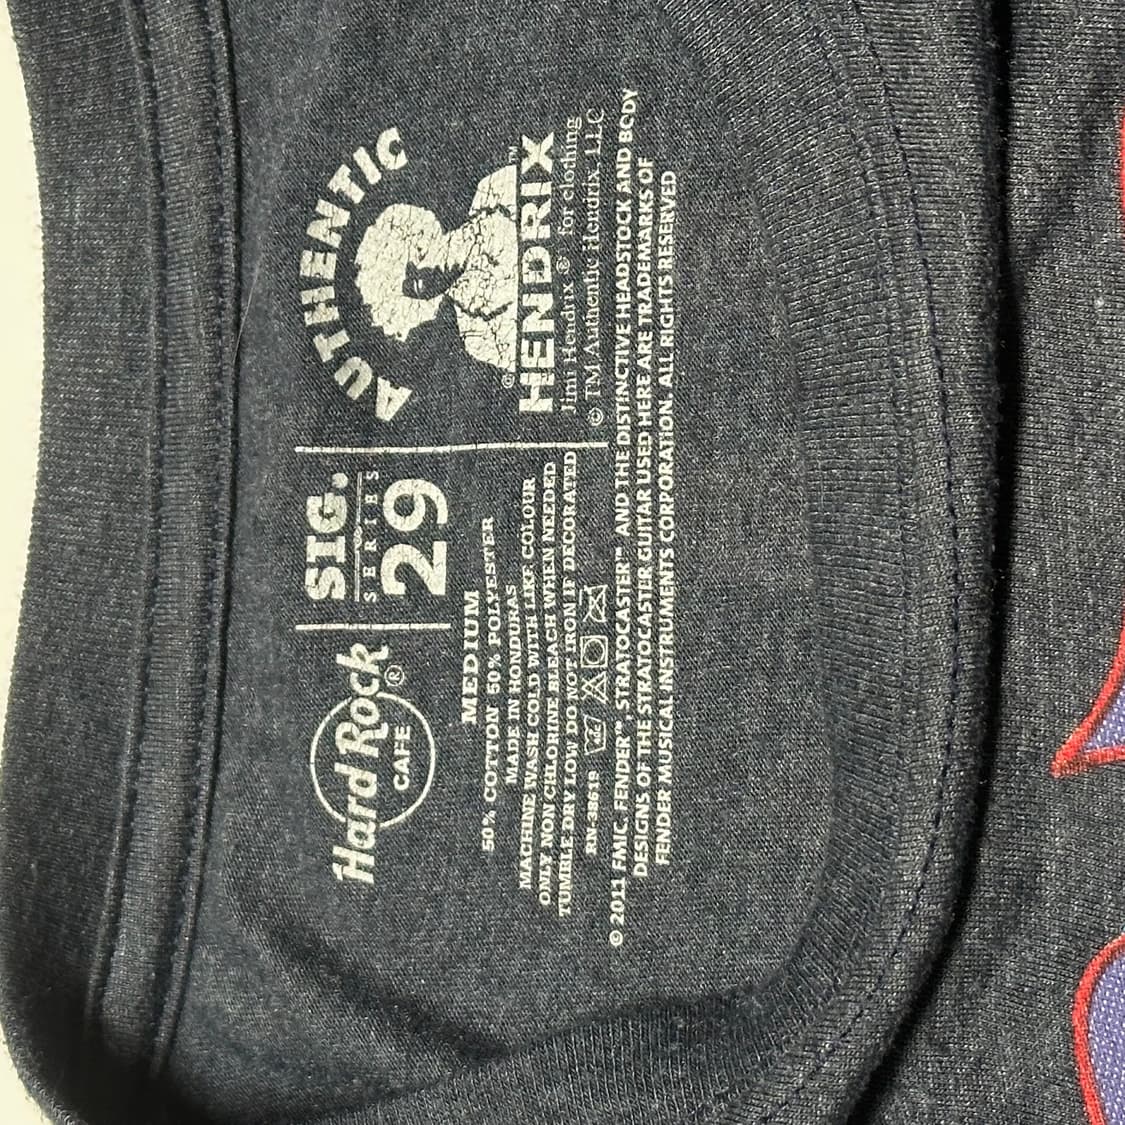 Hard Rock
CAFE
®
SIG.
SERIES
29
AUTHENTIC
© HENDRIX™
Jimi Hendrix ® for clothing
© TM Authentic Hendrix, LLC
MEDIUM
50% COTTON 50% POLYESTER
MADE IN HONDURAS
MACHINE WASH COLD WITH LIKE COLOUR
ONLY NON CHLORINE BLEACH WHEN NEEDED
TUMBLE DRY LOW DO NOT IRON IF DECORATED
RN-38619
© 2011 FMIC. FENDER™, STRATOCASTER™ AND THE DISTINCTIVE HEADSTOCK AND BODY
DESIGNS OF THE STRATOCASTER GUITAR USED HERE ARE TRADEMARKS OF
FENDER MUSICAL INSTRUMENTS CORPORATION. ALL RIGHTS RESERVED